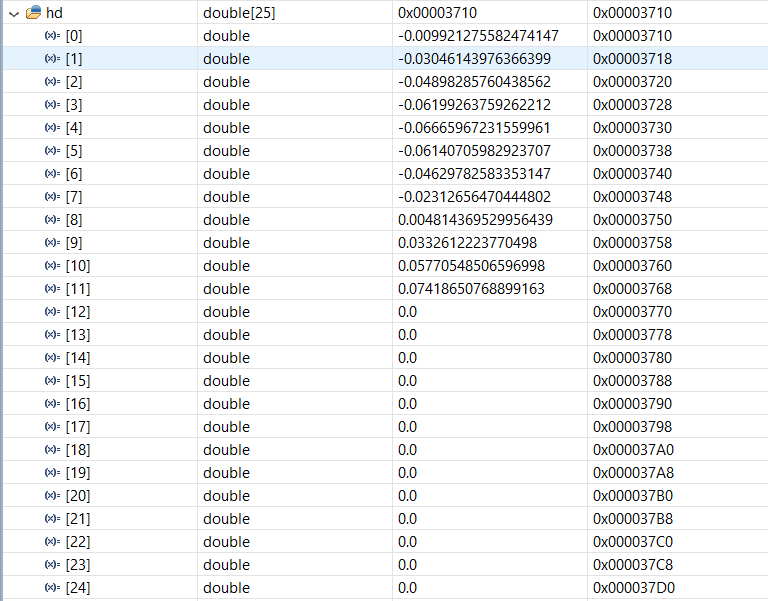 hd double[25] 0x00003710 0x00003710
(x)= [0] double -0.009921275582474147 0x00003710
(x)= [1] double -0.03046143976366399 0x00003718
(x)= [2] double -0.04898285760438562 0x00003720
(x)= [3] double -0.06199263759262212 0x00003728
(x)= [4] double -0.06665967231559961 0x00003730
(x)= [5] double -0.06140705982923707 0x00003738
(x)= [6] double -0.04629782583353147 0x00003740
(x)= [7] double -0.02312656470444802 0x00003748
(x)= [8] double 0.004814369529956439 0x00003750
(x)= [9] double 0.0332612223770498 0x00003758
(x)= [10] double 0.05770548506596998 0x00003760
(x)= [11] double 0.07418650768899163 0x00003768
(x)= [12] double 0.0 0x00003770
(x)= [13] double 0.0 0x00003778
(x)= [14] double 0.0 0x00003780
(x)= [15] double 0.0 0x00003788
(x)= [16] double 0.0 0x00003790
(x)= [17] double 0.0 0x00003798
(x)= [18] double 0.0 0x000037A0
(x)= [19] double 0.0 0x000037A8
(x)= [20] double 0.0 0x000037B0
(x)= [21] double 0.0 0x000037B8
(x)= [22] double 0.0 0x000037C0
(x)= [23] double 0.0 0x000037C8
(x)= [24] double 0.0 0x000037D0